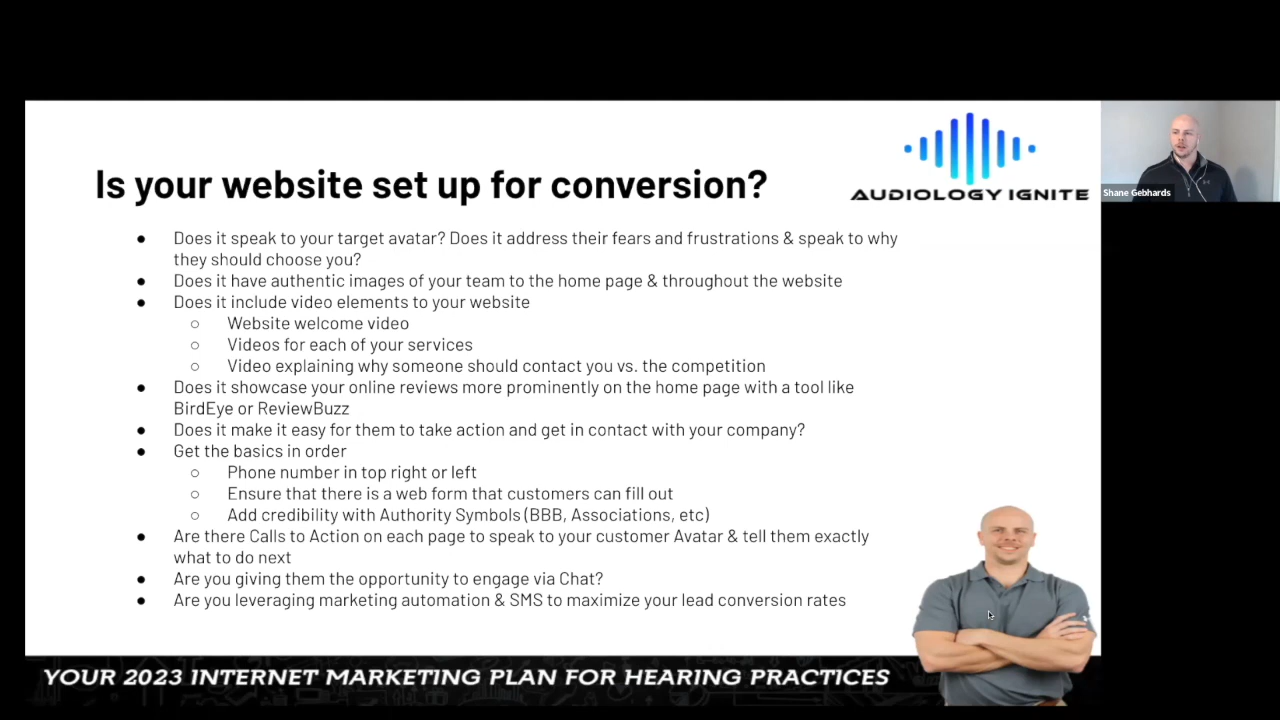 AUDIOLOGY IGNITE
Shane Gebhards
Is your website set up for conversion?
● Does it speak to your target avatar? Does it address their fears and frustrations & speak to why
they should choose you?
● Does it have authentic images of your team to the home page & throughout the website
● Does it include video elements to your website
○ Website welcome video
○ Videos for each of your services
○ Video explaining why someone should contact you vs. the competition
● Does it showcase your online reviews more prominently on the home page with a tool like
BirdEye or ReviewBuzz
● Does it make it easy for them to take action and get in contact with your company?
● Get the basics in order
○ Phone number in top right or left
○ Ensure that there is a web form that customers can fill out
○ Add credibility with Authority Symbols (BBB, Associations, etc)
● Are there Calls to Action on each page to speak to your customer Avatar & tell them exactly
what to do next
● Are you giving them the opportunity to engage via Chat?
● Are you leveraging marketing automation & SMS to maximize your lead conversion rates
YOUR 2023 INTERNET MARKETING PLAN FOR HEARING PRACTICES